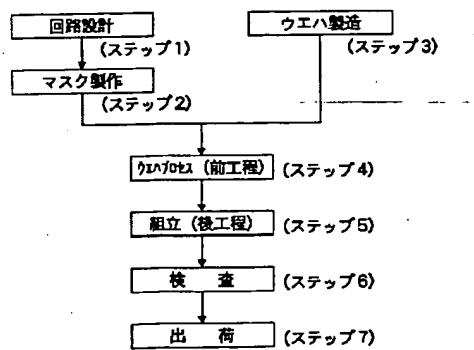 回路設計
(ステップ1)
ウエハ製造
(ステップ3)
マスク製作
(ステップ2)
ウエハプロセス (前工程) (ステップ4)
組立 (後工程) (ステップ5)
検 査 (ステップ6)
出 荷 (ステップ7)